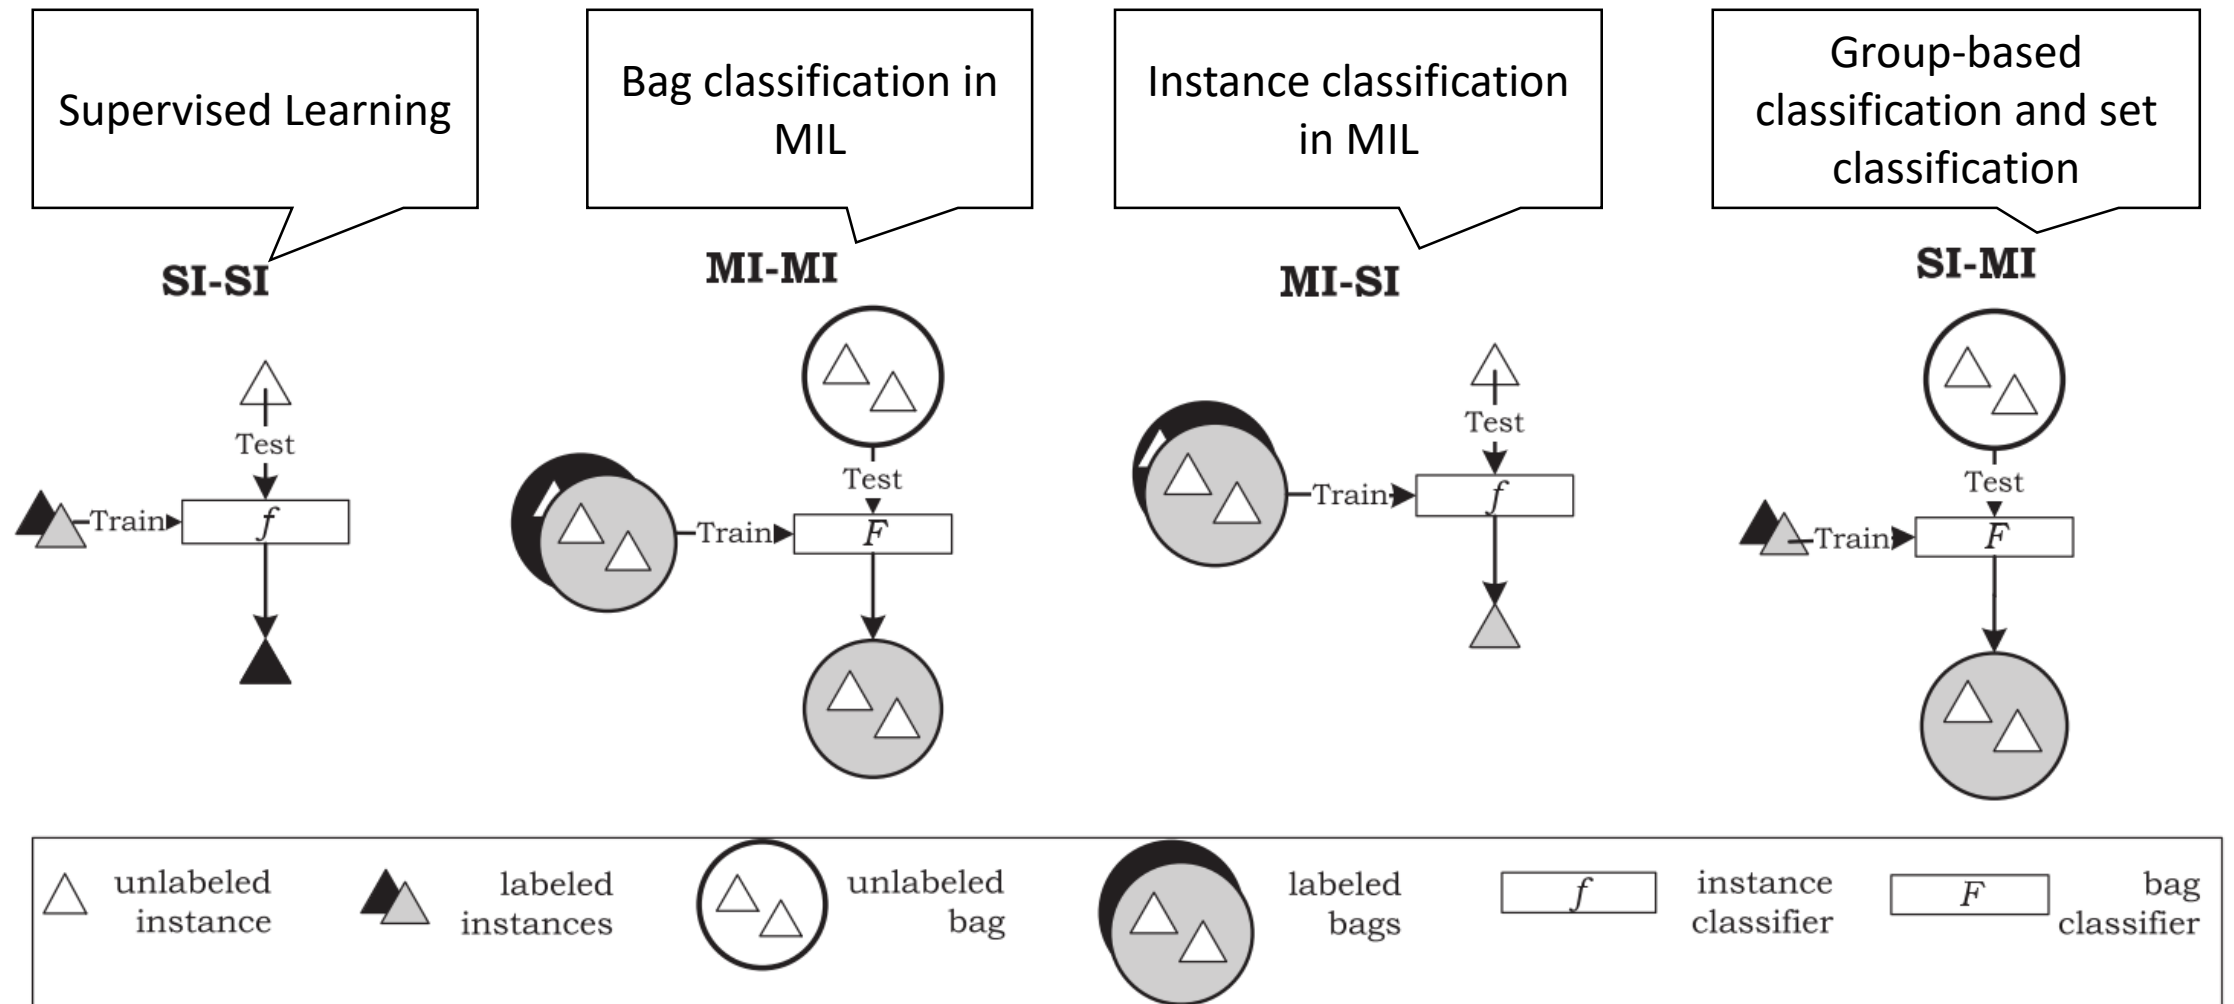 Supervised Learning
Bag classification in
MIL
Instance classification
in MIL
Group-based
classification and set
classification
SI-SI
Test
Train
f
MI-MI
Test
Train
F
MI-SI
Test
Train
f
SI-MI
Test
Train
F
unlabeled
instance
labeled
instances
unlabeled
bag
labeled
bags
f
instance
classifier
F
bag
classifier